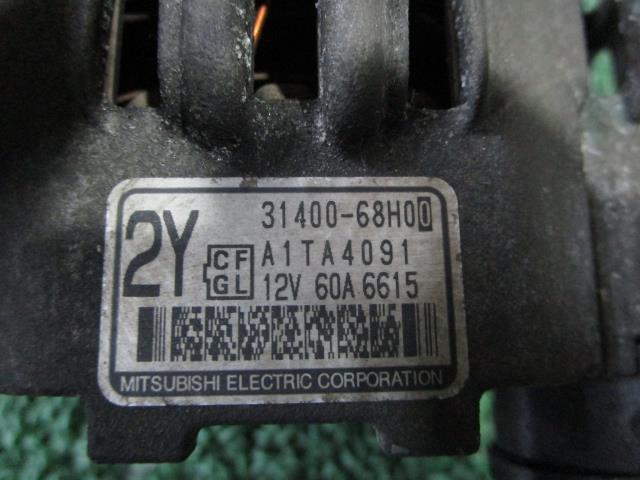 2Y
31400-68H00
CF
GL
A1TA4091
12V 60A 6615
MITSUBISHI ELECTRIC CORPORATION